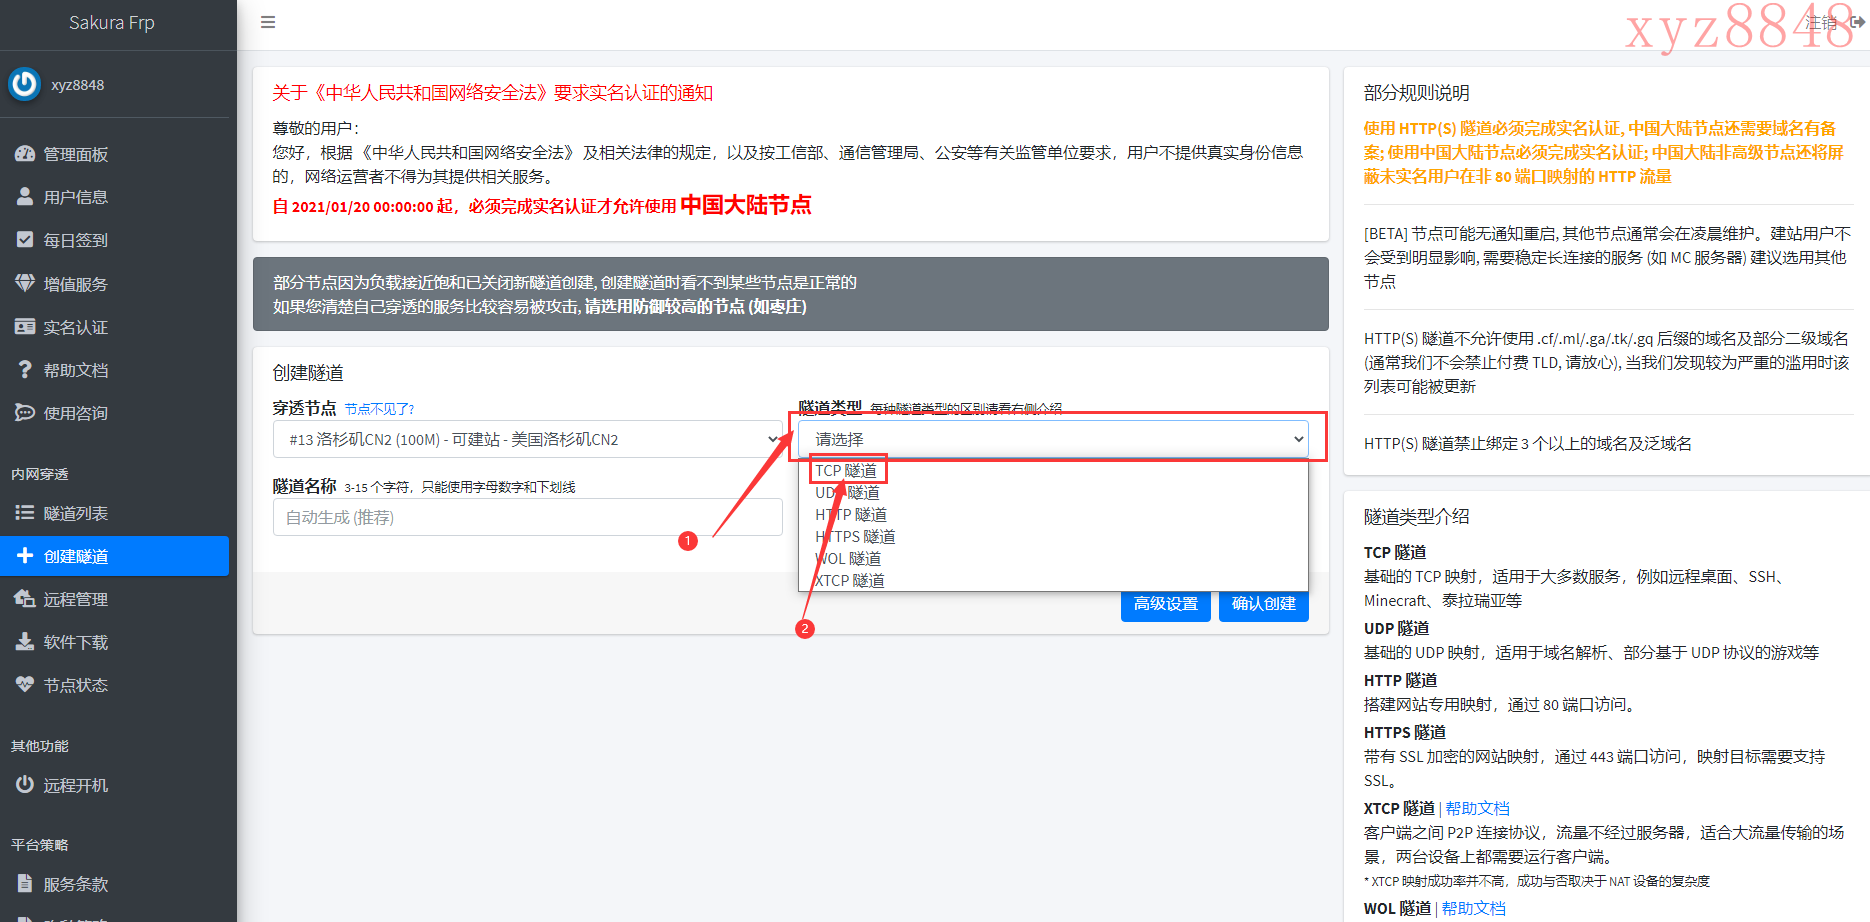 Sakura Frp
xyz8848
管理面板
用户信息
每日签到
增值服务
实名认证
帮助文档
使用咨询
内网穿透
隧道列表
创建隧道
远程管理
软件下载
节点状态
其他功能
远程开机
平台策略
服务条款
注销
xyz8848
关于《中华人民共和国网络安全法》要求实名认证的通知
尊敬的用户：
您好，根据 《中华人民共和国网络安全法》 及相关法律的规定，以及按工信部、通信管理局、公安等有关监管单位要求，用户不提供真实身份信息
的，网络运营者不得为其提供相关服务。
自 2021/01/20 00:00:00 起，必须完成实名认证才允许使用 中国大陆节点
部分节点因为负载接近饱和已关闭新隧道创建, 创建隧道时看不到某些节点是正常的
如果您清楚自己穿透的服务比较容易被攻击, 请选用防御较高的节点 (如枣庄)
创建隧道
穿透节点 节点不见了?
#13 洛杉矶CN2 (100M) - 可建站 - 美国洛杉矶CN2
隧道名称 3-15 个字符，只能使用字母数字和下划线
自动生成 (推荐)
隧道类型 每种隧道类型的区别请看右侧介绍
请选择
TCP 隧道
UDP 隧道
HTTP 隧道
HTTPS 隧道
WOL 隧道
XTCP 隧道
1
2
高级设置
确认创建
部分规则说明
使用 HTTP(S) 隧道必须完成实名认证, 中国大陆节点还需要域名有备
案; 使用中国大陆节点必须完成实名认证; 中国大陆非高级节点还将屏
蔽未实名用户在非 80 端口映射的 HTTP 流量
[BETA] 节点可能无通知重启, 其他节点通常会在凌晨维护。建站用户不
会受到明显影响, 需要稳定长连接的服务 (如 MC 服务器) 建议选用其他
节点
HTTP(S) 隧道不允许使用 .cf/.ml/.ga/.tk/.gq 后缀的域名及部分二级域名
(通常我们不会禁止付费 TLD, 请放心), 当我们发现较为严重的滥用时该
列表可能被更新
HTTP(S) 隧道禁止绑定 3 个以上的域名及泛域名
隧道类型介绍
TCP 隧道
基础的 TCP 映射，适用于大多数服务，例如远程桌面、SSH、
Minecraft、泰拉瑞亚等
UDP 隧道
基础的 UDP 映射，适用于域名解析、部分基于 UDP 协议的游戏等
HTTP 隧道
搭建网站专用映射，通过 80 端口访问。
HTTPS 隧道
带有 SSL 加密的网站映射，通过 443 端口访问，映射目标需要支持
SSL。
XTCP 隧道 | 帮助文档
客户端之间 P2P 连接协议，流量不经过服务器，适合大流量传输的场
景，两台设备上都需要运行客户端。
* XTCP 映射成功率并不高，成功与否取决于 NAT 设备的复杂度
WOL 隧道 | 帮助文档